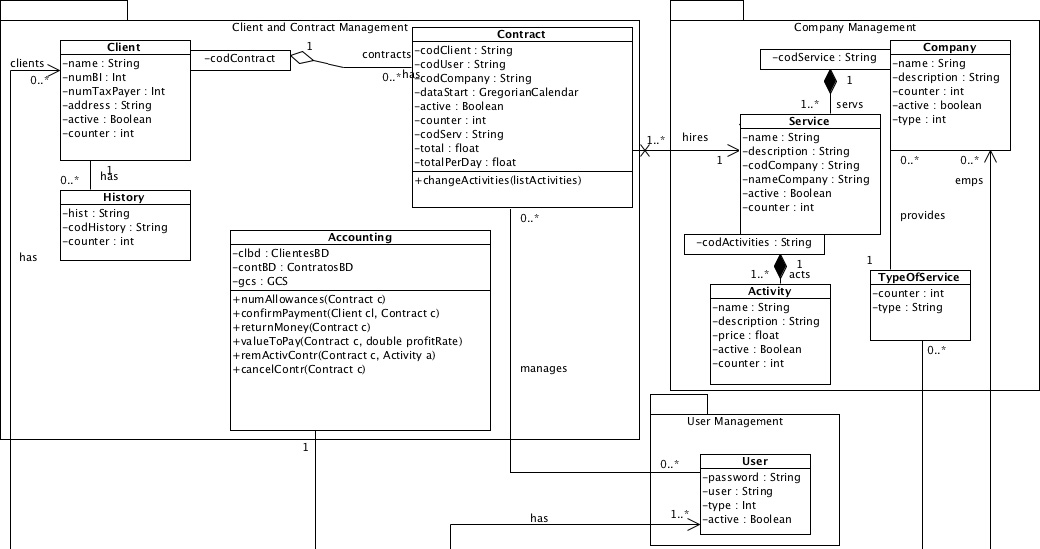 Client and Contract Management
Client
-name : String
-numBI : Int
-numTaxPayer : Int
-address : String
-active : Boolean
-counter : int
clients
0..*
-codContract
1
contracts
0..*
has
Contract
-codClient : String
-codUser : String
-codCompany : String
-dataStart : GregorianCalendar
-active : Boolean
-counter : int
-codServ : String
-total : float
-totalPerDay : float
+changeActivities(listActivities)
0..*
1
has
History
-hist : String
-codHistory : String
-counter : int
has
Accounting
-clbd : ClientesBD
-contBD : ContratosBD
-gcs : GCS
+numAllowances(Contract c)
+confirmPayment(Client cl, Contract c)
+returnMoney(Contract c)
+valueToPay(Contract c, double profitRate)
+remActivContr(Contract c, Activity a)
+cancelContr(Contract c)
1
0..*
manages
0..*
1..*
hires
1
Company Management
-codService : String
1
1..*
servs
Company
-name : String
-description : String
-counter : int
-active : boolean
-type : int
Service
-name : String
-description : String
-codCompany : String
-nameCompany : String
-active : Boolean
-counter : int
0..*
0..*
emps
provides
1
-codActivities : String
1
1..*
acts
Activity
-name : String
-description : String
-price : float
-active : Boolean
-counter : int
TypeOfService
-counter : int
-type : String
0..*
User Management
User
-password : String
-user : String
-type : Int
-active : Boolean
has
1..*